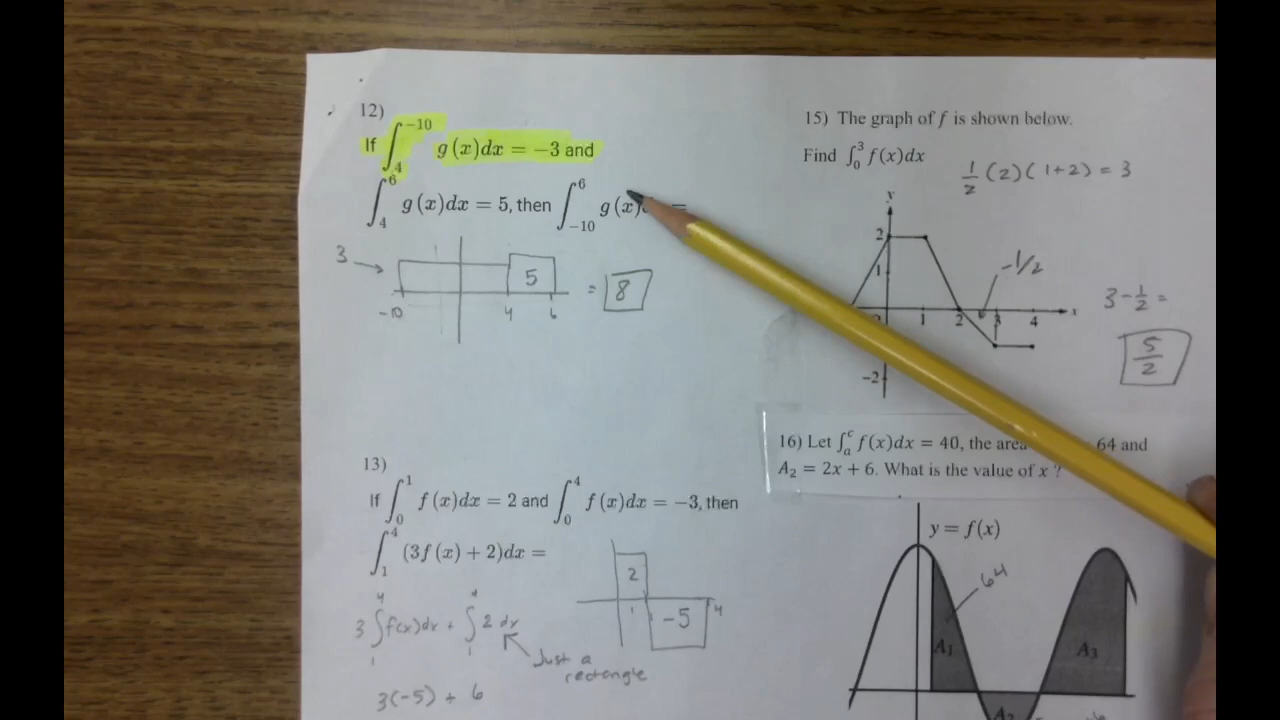 12)
If ∫_4^{-10} g(x)dx = −3 and
∫_4^6 g(x)dx = 5, then ∫_{-10}^6 g(x) =
3
5
= 8
-10 4 6
13)
If ∫_0^1 f(x)dx = 2 and ∫_0^4 f(x)dx = −3, then
∫_1^4 (3f(x) + 2)dx =
2
1 4
-5
3 ∫_1^4 f(x)dx + ∫_1^4 2 dx
Just a
rectangle
3(-5) + 6
15) The graph of f is shown below.
Find ∫_0^3 f(x)dx
1/2 (2)(1+2) = 3
y
2
1
-1/2
1 2 3 4 x
-2
3 - 1/2 =
5/2
16) Let ∫_a^c f(x)dx = 40, the area 64 and
A₂ = 2x + 6. What is the value of x ?
y = f(x)
64
A₁
A₃
A₂